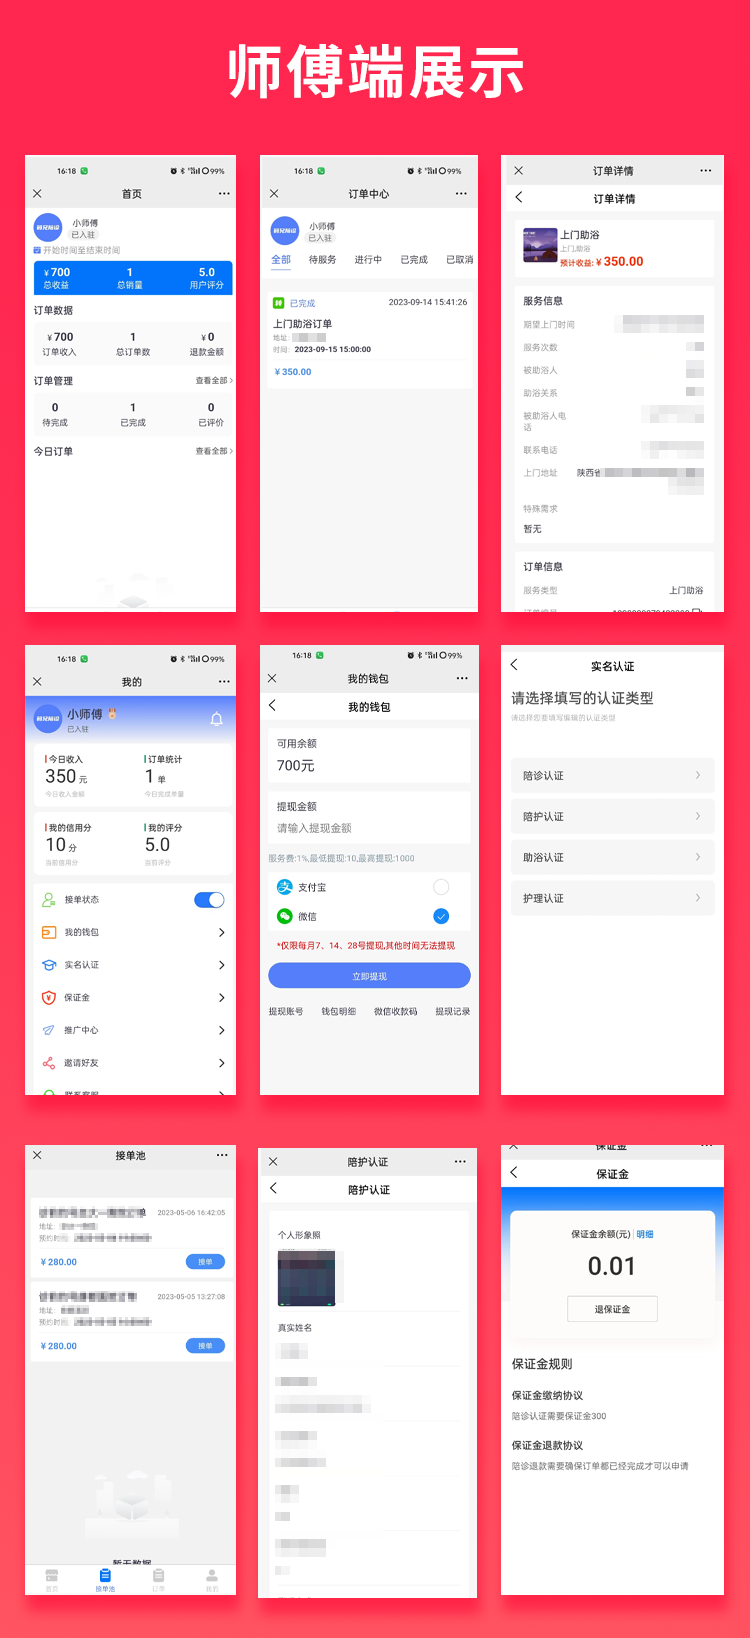 师傅端展示
16:18
99%
首页
小师傅
已入驻
开始时间至结束时间
¥700 1 5.0
总收益 总销量 用户评分
订单数据
¥700 1 ¥0
订单收入 总订单数 退款金额
订单管理 查看全部
0 1 0
待完成 已完成 已评价
今日订单 查看全部
16:18
99%
订单中心
小师傅
已入驻
全部 待服务 进行中 已完成 已取消
已完成 2023-09-14 15:41:26
上门助浴订单
地址:
时间: 2023-09-15 15:00:00
¥350.00
订单详情
订单详情
上门助浴
上门,助浴
预计收益:¥350.00
服务信息
期望上门时间
服务次数
被助浴人
助浴关系
被助浴人电
话
联系电话
上门地址 陕西省
特殊需求
暂无
订单信息
服务类型 上门助浴
16:18
99%
我的
小师傅
已入驻
今日收入 订单统计
350元 1单
今日收入金额 今日完成单量
我的信用分 我的评分
10分 5.0
当前信用分 当前评分
接单状态
我的钱包
实名认证
保证金
推广中心
邀请好友
联系客服
16:18
99%
我的钱包
我的钱包
可用余额
700元
提现金额
请输入提现金额
服务费:1%,最低提现:10,最高提现:1000
支付宝
微信
*仅限每月7、14、28号提现,其他时间无法提现
立即提现
提现账号 钱包明细 微信收款码 提现记录
实名认证
请选择填写的认证类型
请选择您要填写编辑的认证类型
陪诊认证
陪护认证
助浴认证
护理认证
接单池
2023-05-06 16:42:05
地址:
预约时间:
¥280.00 接单
2023-05-05 13:27:08
地址:
预约时间:
¥280.00 接单
暂无数据
首页 接单池 订单 我的
陪护认证
陪护认证
个人形象照
真实姓名
保证金
保证金
保证金余额(元) 明细
0.01
退保证金
保证金规则
保证金缴纳协议
陪诊认证需要保证金300
保证金退款协议
陪诊退款需要确保订单都已经完成才可以申请